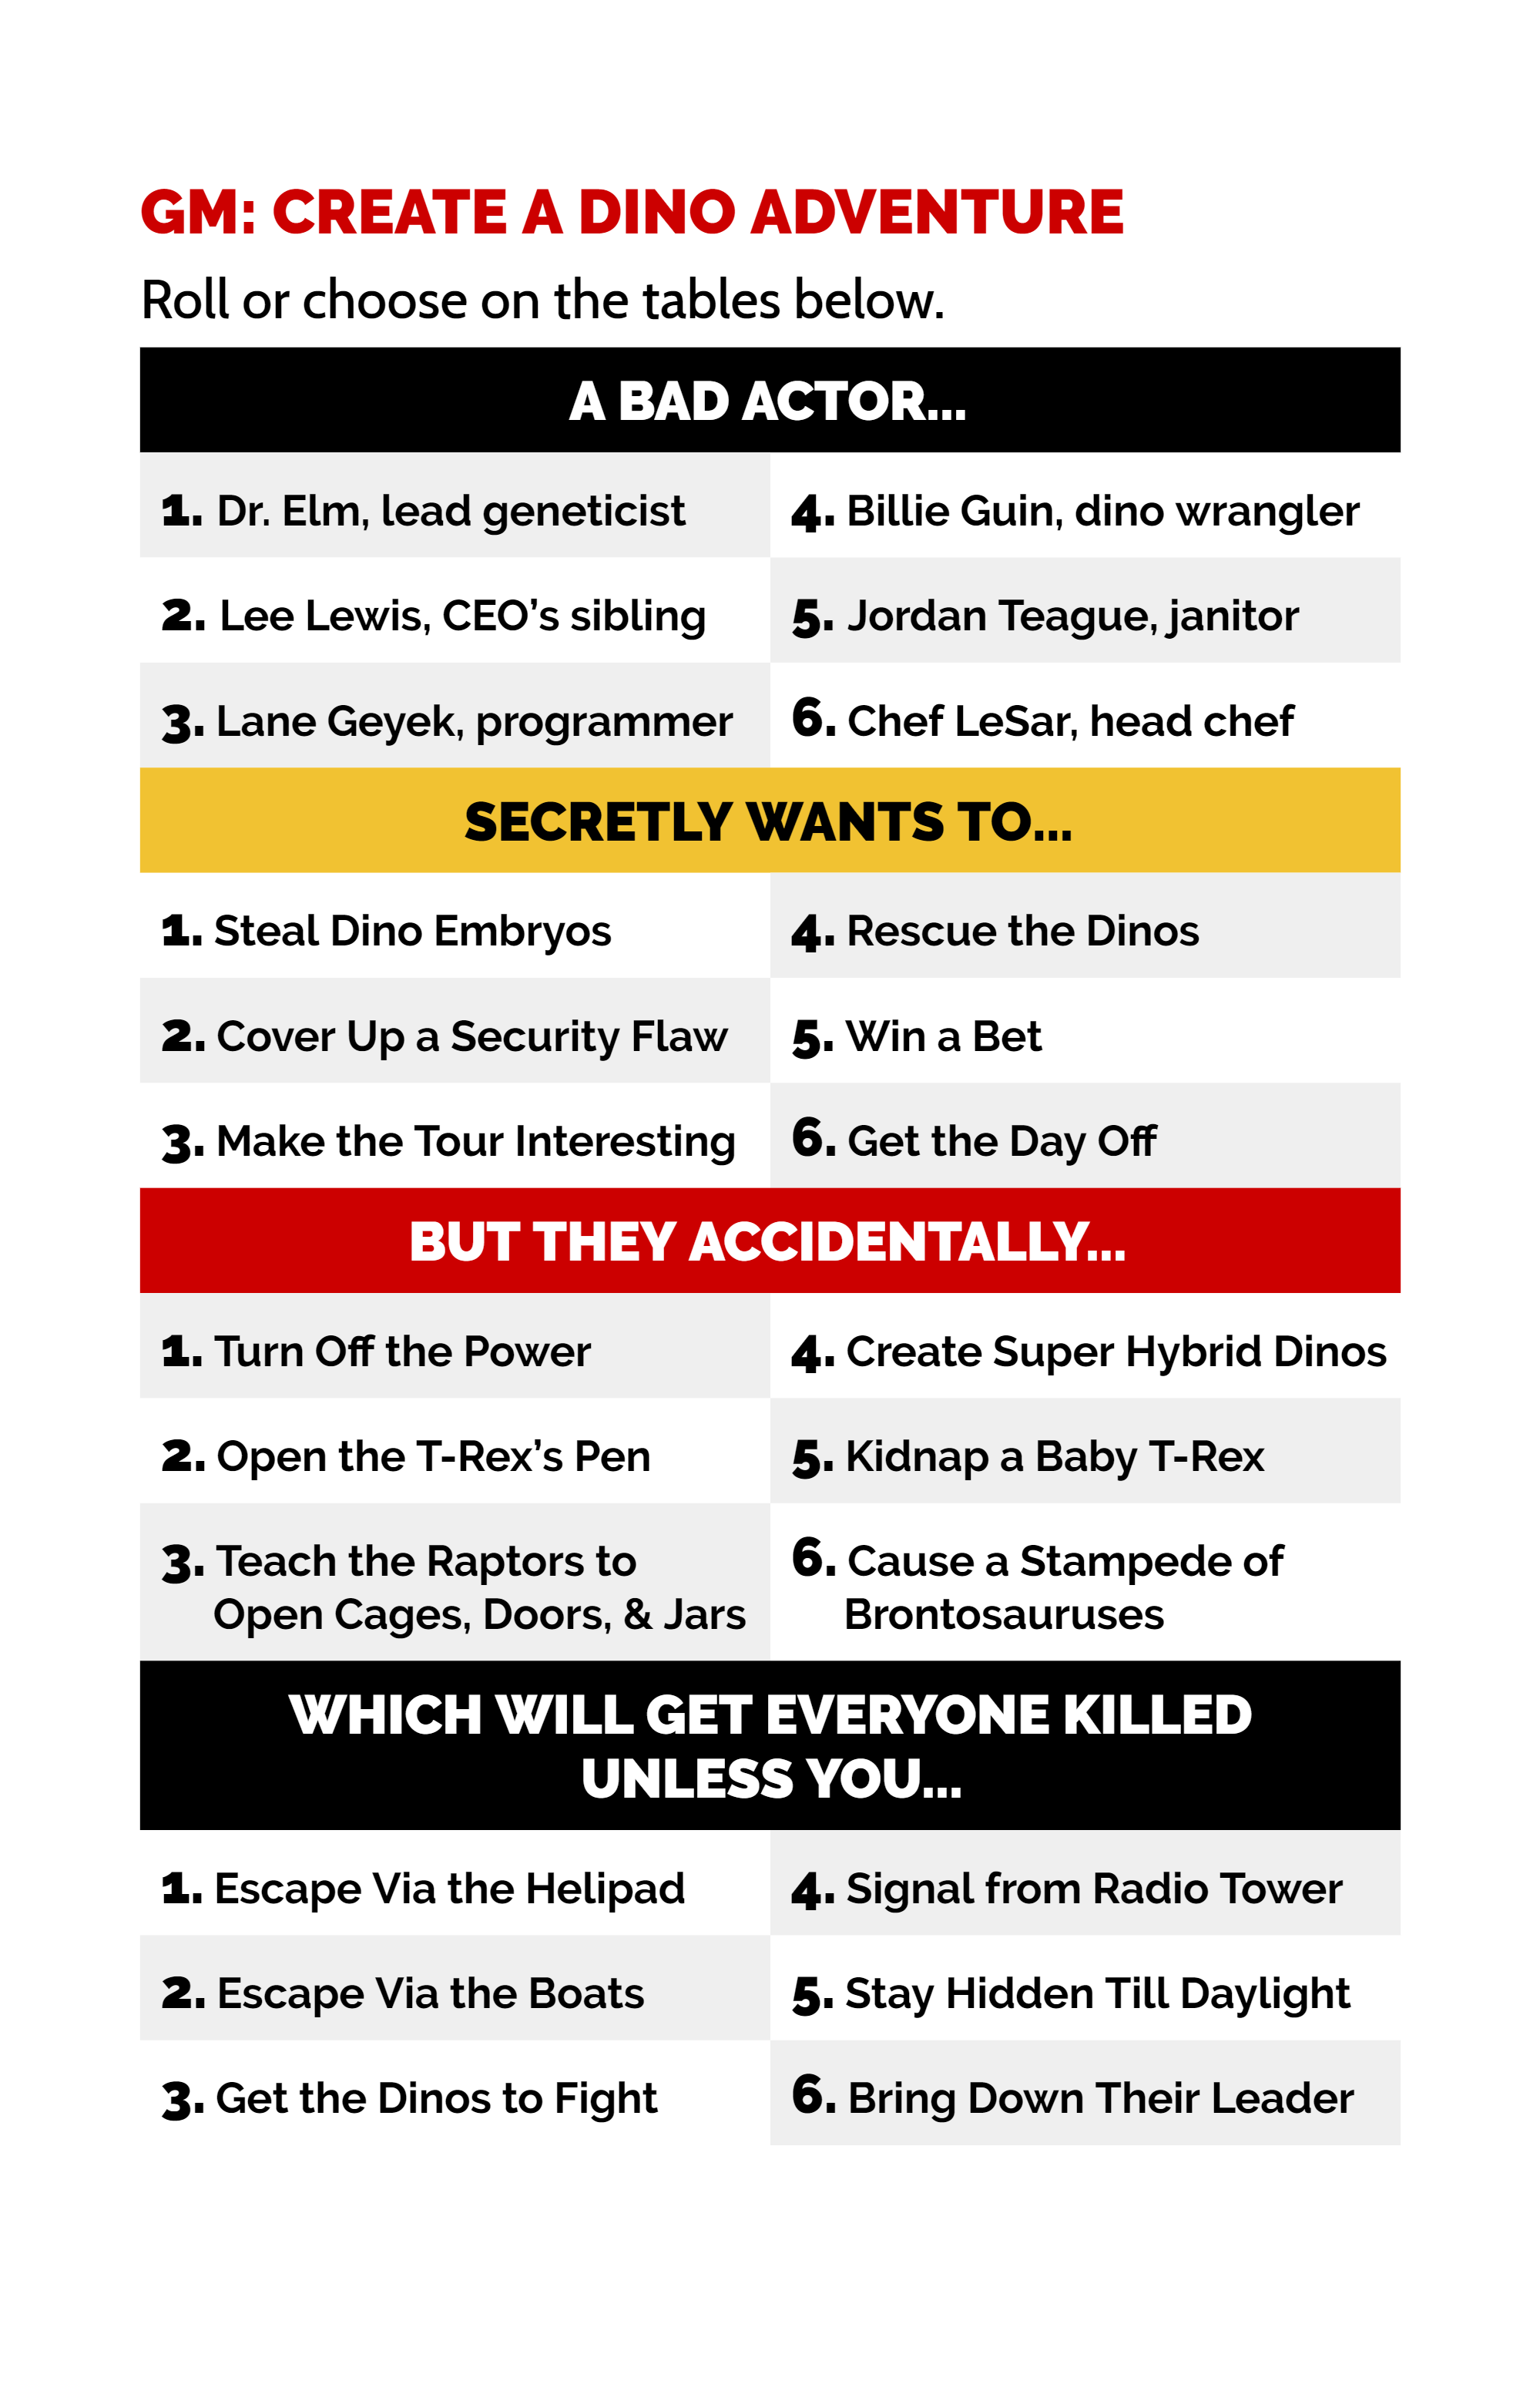 GM: CREATE A DINO ADVENTURE
Roll or choose on the tables below.
A BAD ACTOR...
1. Dr. Elm, lead geneticist
4. Billie Guin, dino wrangler
2. Lee Lewis, CEO’s sibling
5. Jordan Teague, janitor
3. Lane Geyek, programmer
6. Chef LeSar, head chef
SECRETLY WANTS TO...
1. Steal Dino Embryos
4. Rescue the Dinos
2. Cover Up a Security Flaw
5. Win a Bet
3. Make the Tour Interesting
6. Get the Day Off
BUT THEY ACCIDENTALLY...
1. Turn Off the Power
4. Create Super Hybrid Dinos
2. Open the T-Rex’s Pen
5. Kidnap a Baby T-Rex
3. Teach the Raptors to
Open Cages, Doors, & Jars
6. Cause a Stampede of
Brontosauruses
WHICH WILL GET EVERYONE KILLED
UNLESS YOU...
1. Escape Via the Helipad
4. Signal from Radio Tower
2. Escape Via the Boats
5. Stay Hidden Till Daylight
3. Get the Dinos to Fight
6. Bring Down Their Leader